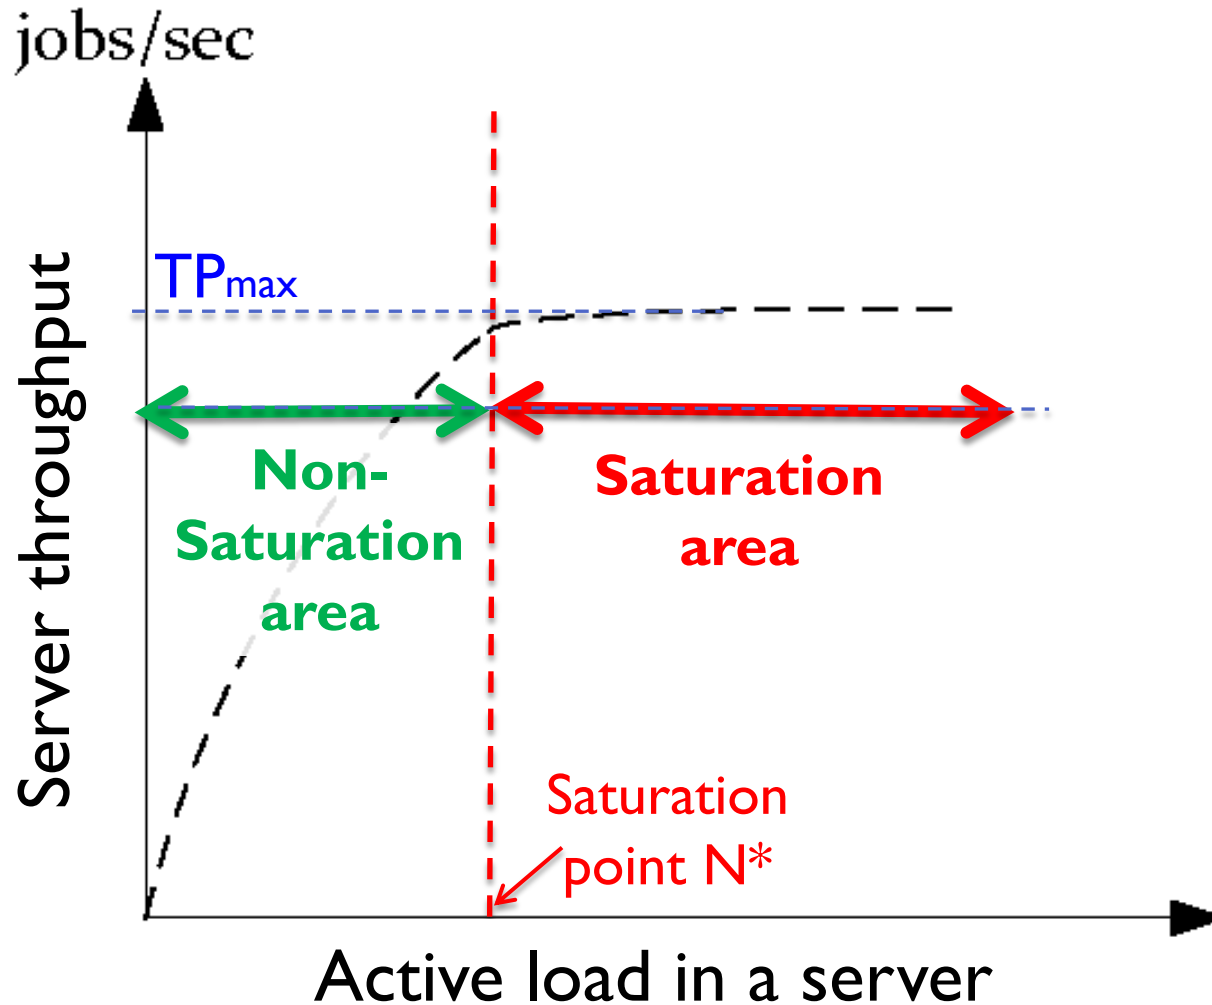 jobs/sec
Server throughput
TPmax
Non-
Saturation
area
Saturation
area
Saturation
point N*
Active load in a server